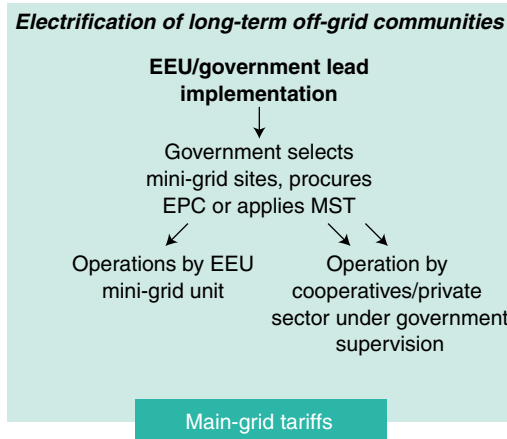 Electrification of long-term off-grid communities
EEU/government lead
implementation
Government selects
mini-grid sites, procures
EPC or applies MST
Operations by EEU
mini-grid unit
Operation by
cooperatives/private
sector under government
supervision
Main-grid tariffs